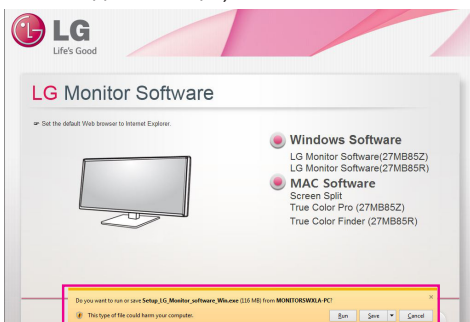 LG
Life's Good
LG Monitor Software
☞ Set the default Web browser to Internet Explorer.
Windows Software
LG Monitor Software(27MB85Z)
LG Monitor Software(27MB85R)
MAC Software
Screen Split
True Color Pro (27MB85Z)
True Color Finder (27MB85R)
Do you want to run or save Setup_LG_Monitor_software_Win.exe (116 MB) from MONITORSWXLA-PC?
×
This type of file could harm your computer.
Run Save Cancel